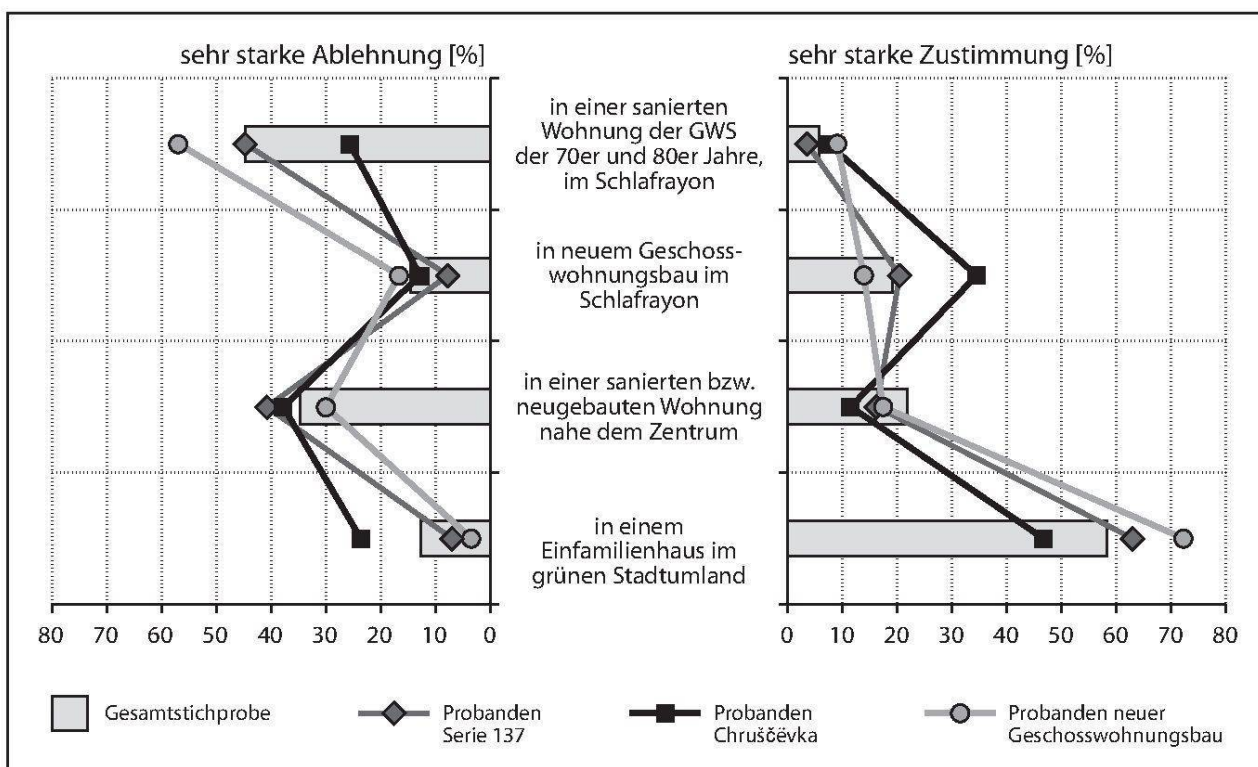 sehr starke Ablehnung [%]
sehr starke Zustimmung [%]
in einer sanierten
Wohnung der GWS
der 70er und 80er Jahre,
im Schlafrayon
in neuem Geschoss-
wohnungsbau im
Schlafrayon
in einer sanierten bzw.
neugebauten Wohnung
nahe dem Zentrum
in einem
Einfamilienhaus im
grünen Stadtumland
80 70 60 50 40 30 20 10 0
0 10 20 30 40 50 60 70 80
Gesamtstichprobe
Probanden
Serie 137
Probanden
Chruščëvka
Probanden neuer
Geschosswohnungsbau